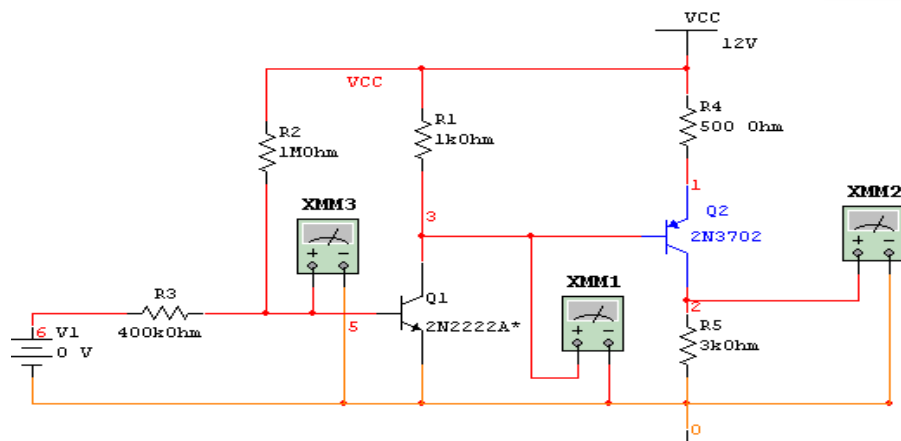 VCC
12V
VCC
R2
1MOhm
R1
1kOhm
R4
500 Ohm
XMM3
3
1
Q2
2N3702
XMM2
R3
400kOhm
5
Q1
2N2222A*
XMM1
2
R5
3kOhm
6
V1
0 V
0